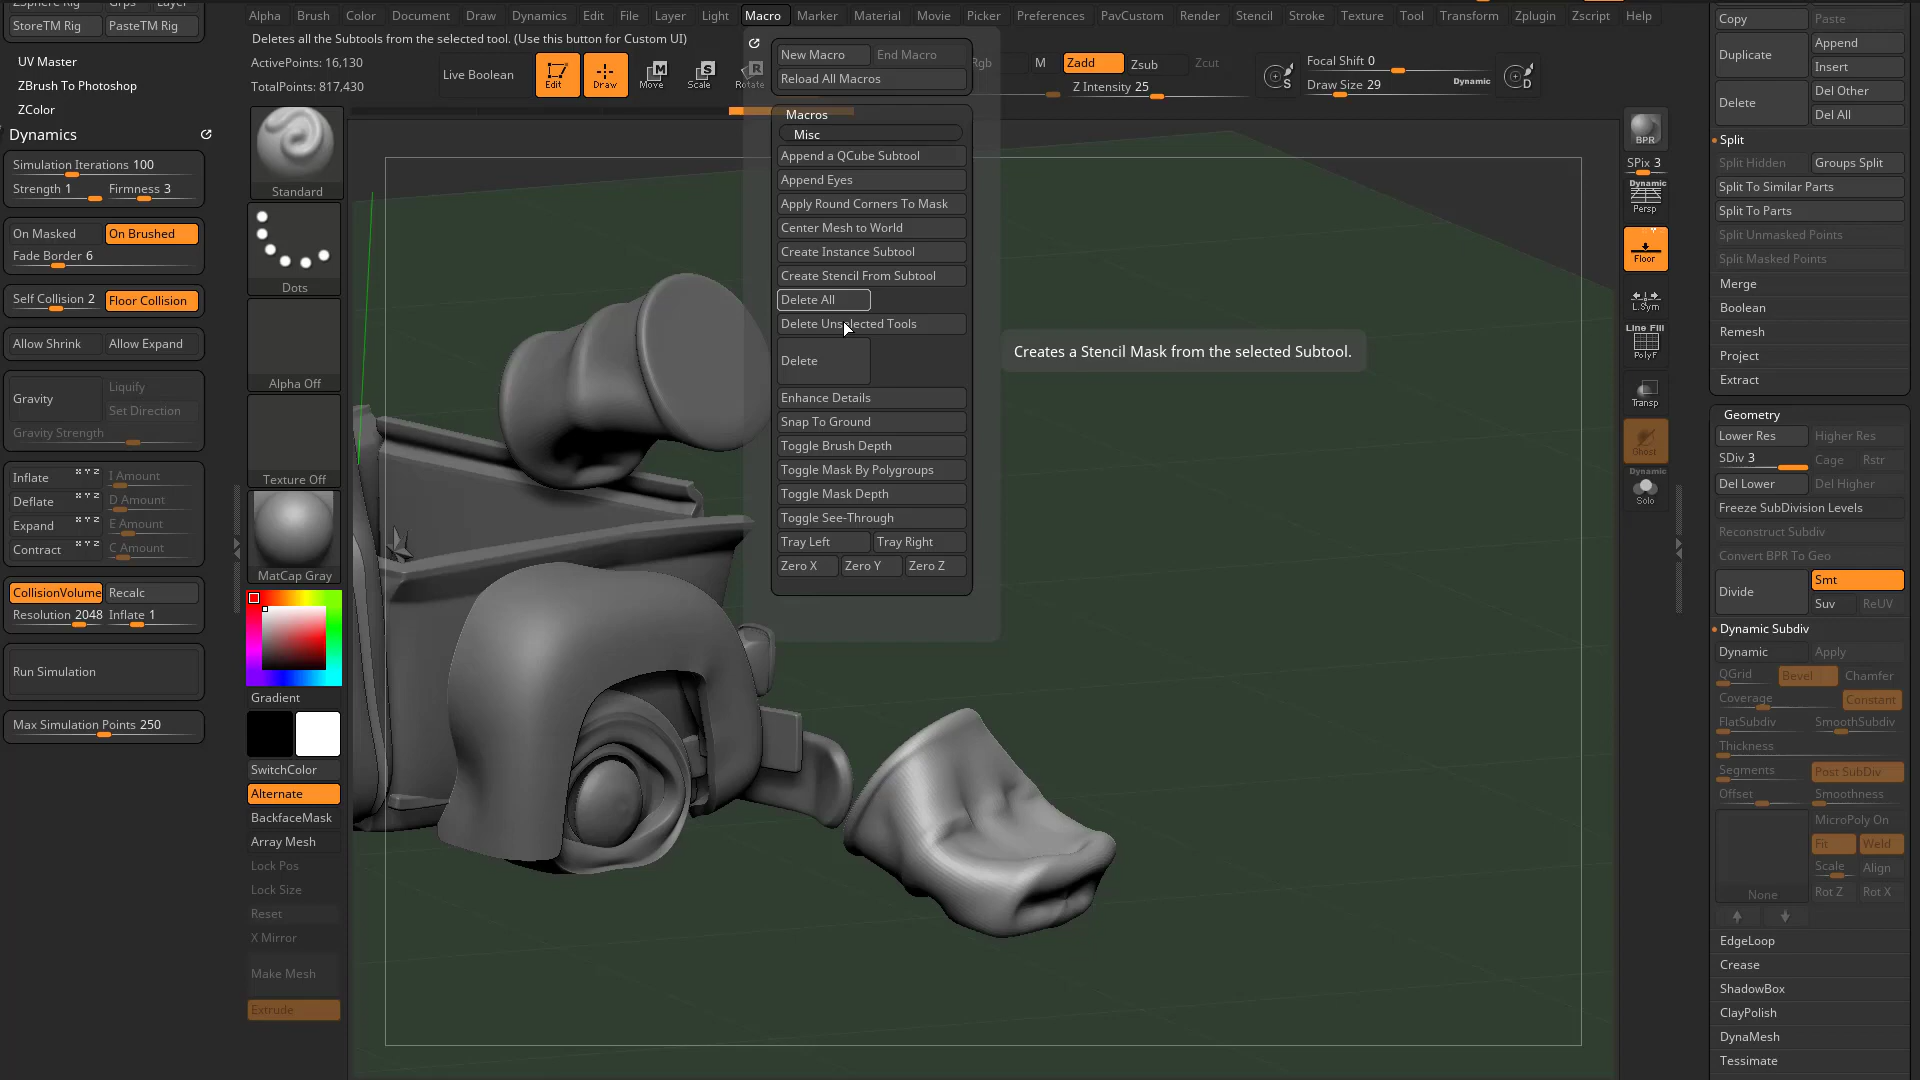 ZSphere Rig Grps Layer
StoreTM Rig PasteTM Rig
UV Master
ZBrush To Photoshop
ZColor
Dynamics
Simulation Iterations 100
Strength 1 Firmness 3
On Masked On Brushed
Fade Border 6
Self Collision 2 Floor Collision
Allow Shrink Allow Expand
Gravity Liquify
Set Direction
Gravity Strength
Inflate X Y Z I Amount
Deflate X Y Z D Amount
Expand X Y Z E Amount
Contract X Y Z C Amount
CollisionVolume Recalc
Resolution 2048 Inflate 1
Run Simulation
Max Simulation Points 250
Alpha Brush Color Document Draw Dynamics Edit File Layer Light Macro Marker Material Movie Picker Preferences PavCustom Render Stencil Stroke Texture Tool Transform Zplugin Zscript Help
Deletes all the Subtools from the selected tool. (Use this button for Custom UI)
ActivePoints: 16,130
TotalPoints: 817,430
Live Boolean
Edit Draw Move Scale Rotate
M Zadd Zsub Zcut
Rgb
Z Intensity 25
Focal Shift 0
Draw Size 29 Dynamic
S
D
Standard
Dots
Alpha Off
Texture Off
MatCap Gray
Gradient
SwitchColor
Alternate
BackfaceMask
Array Mesh
Lock Pos
Lock Size
Reset
X Mirror
Make Mesh
Extrude
New Macro End Macro
Reload All Macros
Macros
Misc
Append a QCube Subtool
Append Eyes
Apply Round Corners To Mask
Center Mesh to World
Create Instance Subtool
Create Stencil From Subtool
Delete All
Delete Unselected Tools
Delete
Enhance Details
Snap To Ground
Toggle Brush Depth
Toggle Mask By Polygroups
Toggle Mask Depth
Toggle See-Through
Tray Left Tray Right
Zero X Zero Y Zero Z
Creates a Stencil Mask from the selected Subtool.
BPR
SPix 3
Dynamic
Persp
Floor
L.Sym
Line Fill
PolyF
Transp
Ghost
Dynamic
Solo
Copy Paste
Duplicate Append
Insert
Delete Del Other
Del All
Split
Split Hidden Groups Split
Split To Similar Parts
Split To Parts
Split Unmasked Points
Split Masked Points
Merge
Boolean
Remesh
Project
Extract
Geometry
Lower Res Higher Res
SDiv 3 Cage Rstr
Del Lower Del Higher
Freeze SubDivision Levels
Reconstruct Subdiv
Convert BPR To Geo
Divide Smt
Suv ReUV
Dynamic Subdiv
Dynamic Apply
QGrid Bevel Chamfer
Coverage Constant
FlatSubdiv SmoothSubdiv
Thickness
Segments Post SubDiv
Offset Smoothness
MicroPoly On
Fit Weld
Scale Align
None Rot Z Rot X
EdgeLoop
Crease
ShadowBox
ClayPolish
DynaMesh
Tessimate